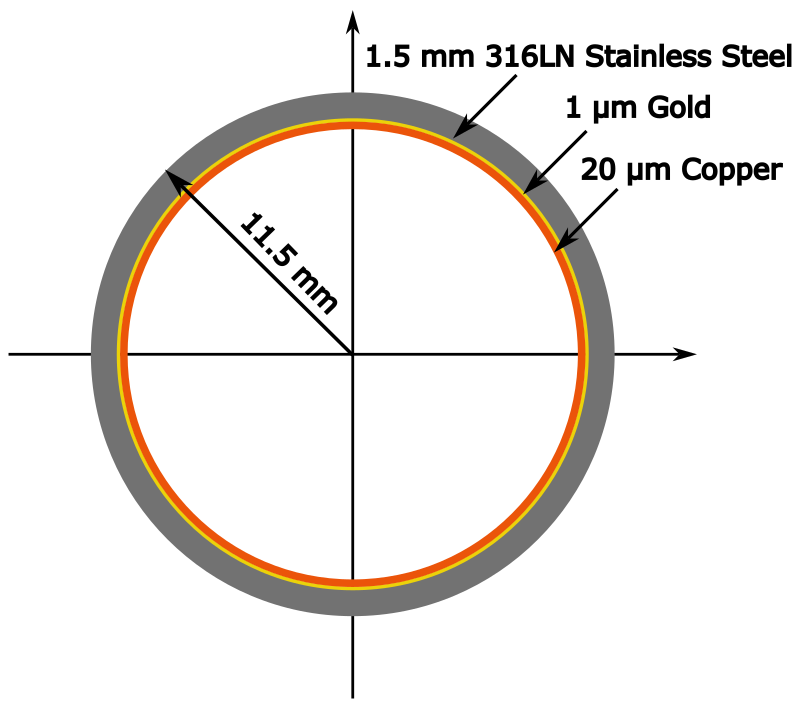 1.5 mm 316LN Stainless Steel
1 µm Gold
20 µm Copper
11.5 mm